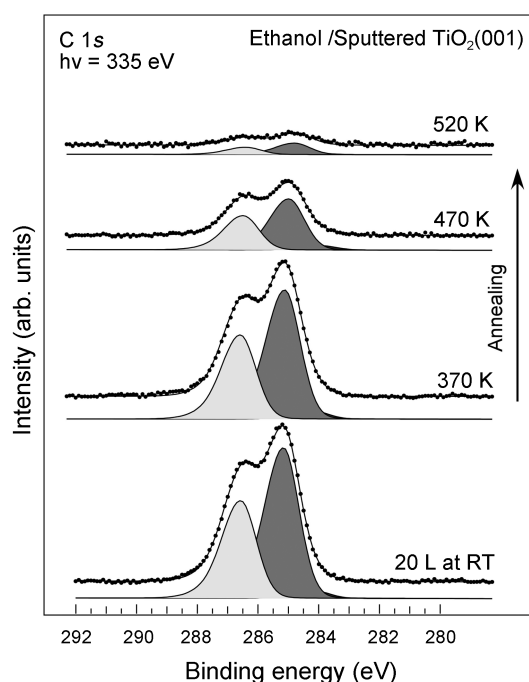 C 1s
Ethanol /Sputtered TiO₂(001)
hν = 335 eV
520 K
470 K
370 K
20 L at RT
Annealing
Intensity (arb. units)
292 290 288 286 284 282 280
Binding energy (eV)